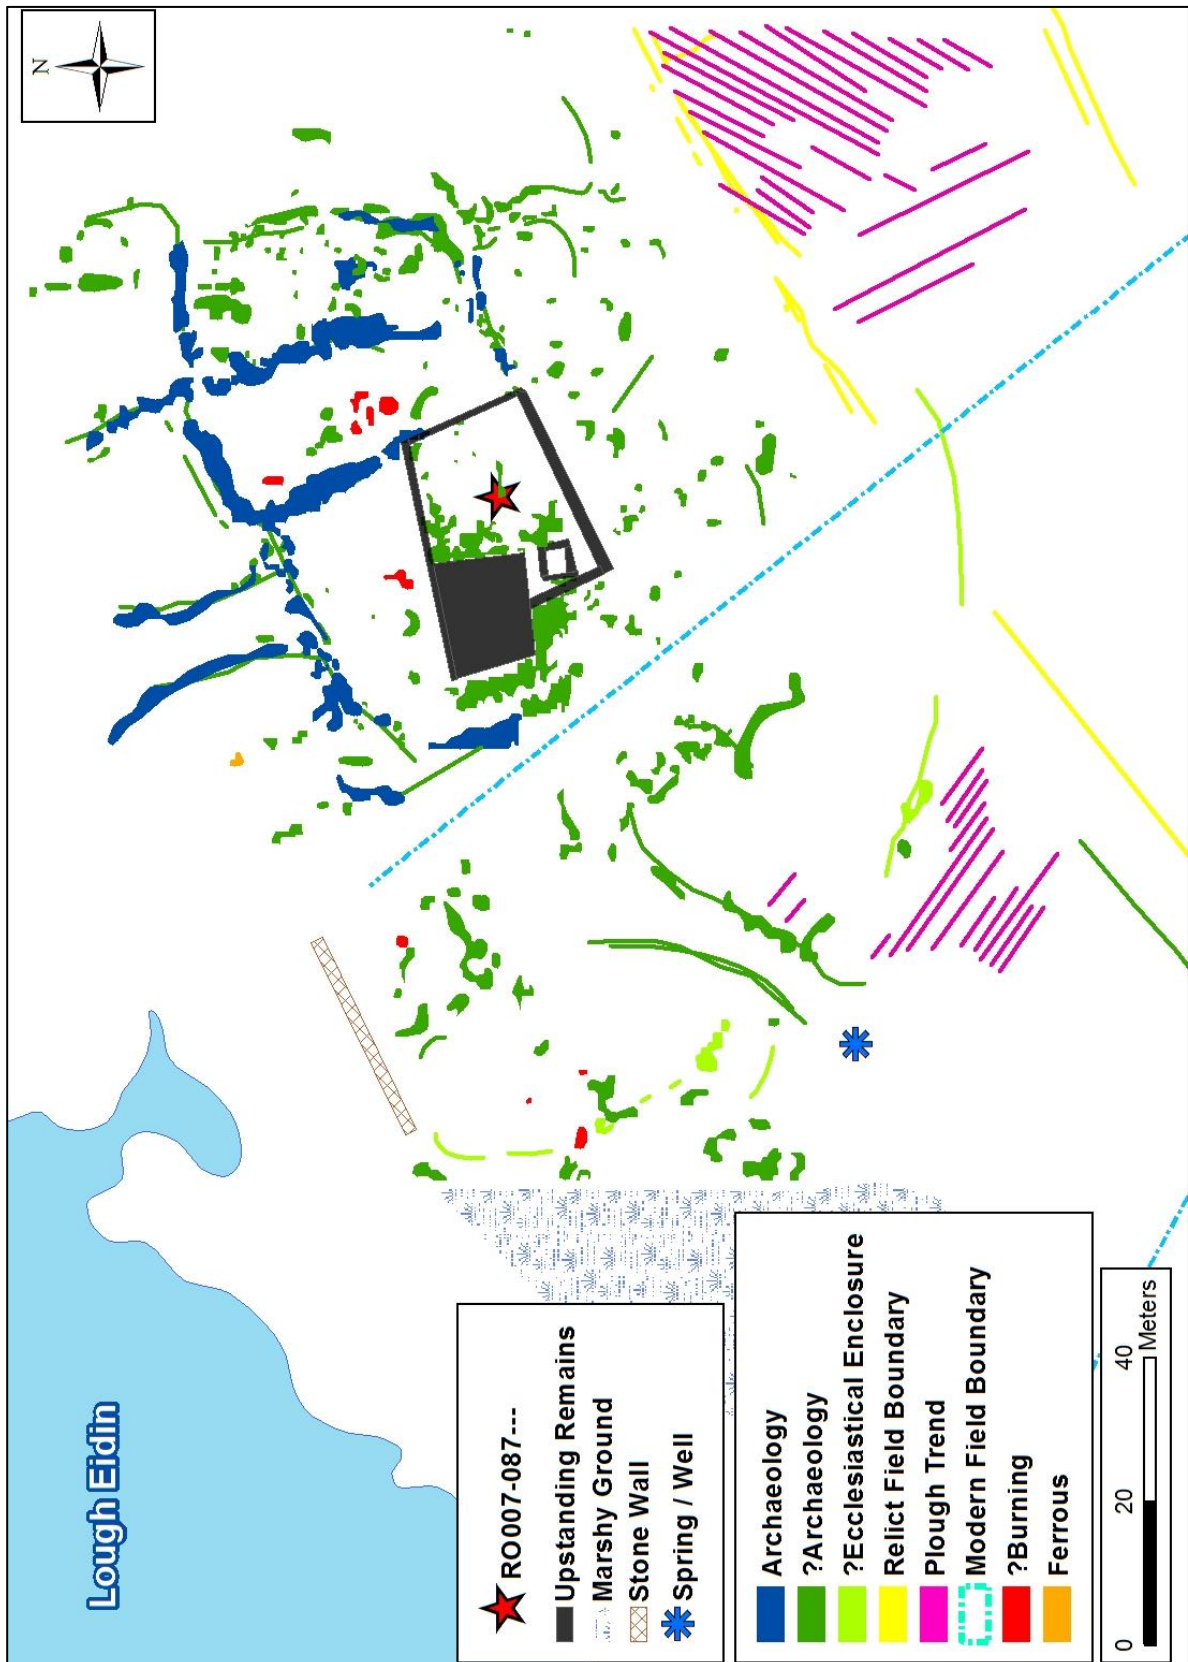 N
Lough Eidin
RO007-087---
Upstanding Remains
Marshy Ground
Stone Wall
Spring / Well
Archaeology
?Archaeology
?Ecclesiastical Enclosure
Relict Field Boundary
Plough Trend
Modern Field Boundary
?Burning
Ferrous
0 20 40
Meters